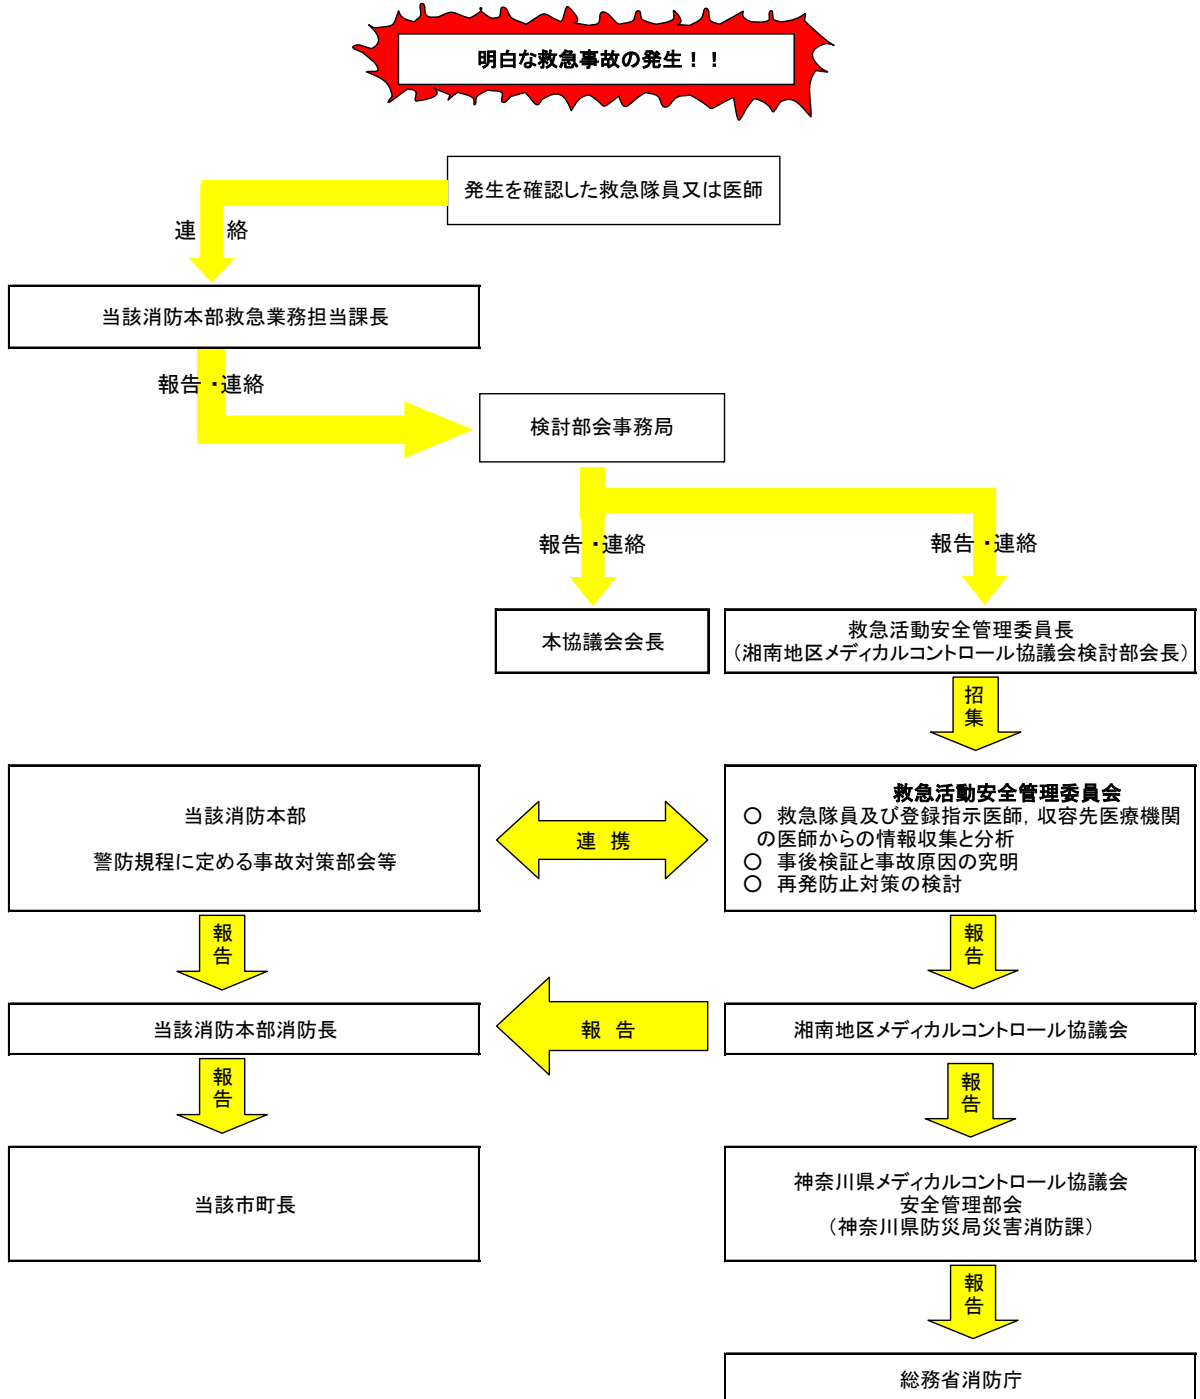 明白な救急事故の発生！！
発生を確認した救急隊員又は医師
連　絡
当該消防本部救急業務担当課長
報告・連絡
検討部会事務局
報告・連絡
報告・連絡
本協議会会長
救急活動安全管理委員長
（湘南地区メディカルコントロール協議会検討部会長）
招
集
当該消防本部
警防規程に定める事故対策部会等
連 携
救急活動安全管理委員会
○　救急隊員及び登録指示医師，収容先医療機関
の医師からの情報収集と分析
○　事後検証と事故原因の究明
○　再発防止対策の検討
報
告
報
告
当該消防本部消防長
報 告
湘南地区メディカルコントロール協議会
報
告
報
告
当該市町長
神奈川県メディカルコントロール協議会
安全管理部会
（神奈川県防災局災害消防課）
報
告
総務省消防庁